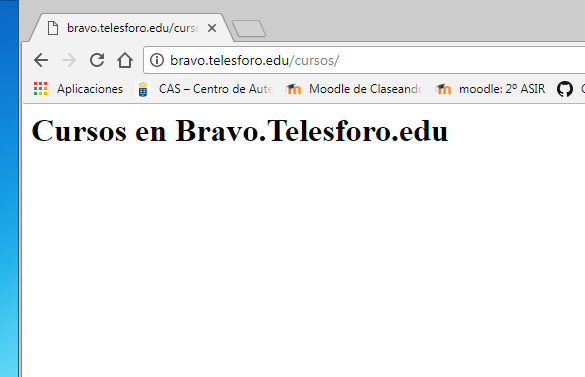 bravo.telesforo.edu/curs
bravo.telesforo.edu/cursos/
Aplicaciones CAS – Centro de Aute Moodle de Claseando moodle: 2º ASIR
Cursos en Bravo.Telesforo.edu